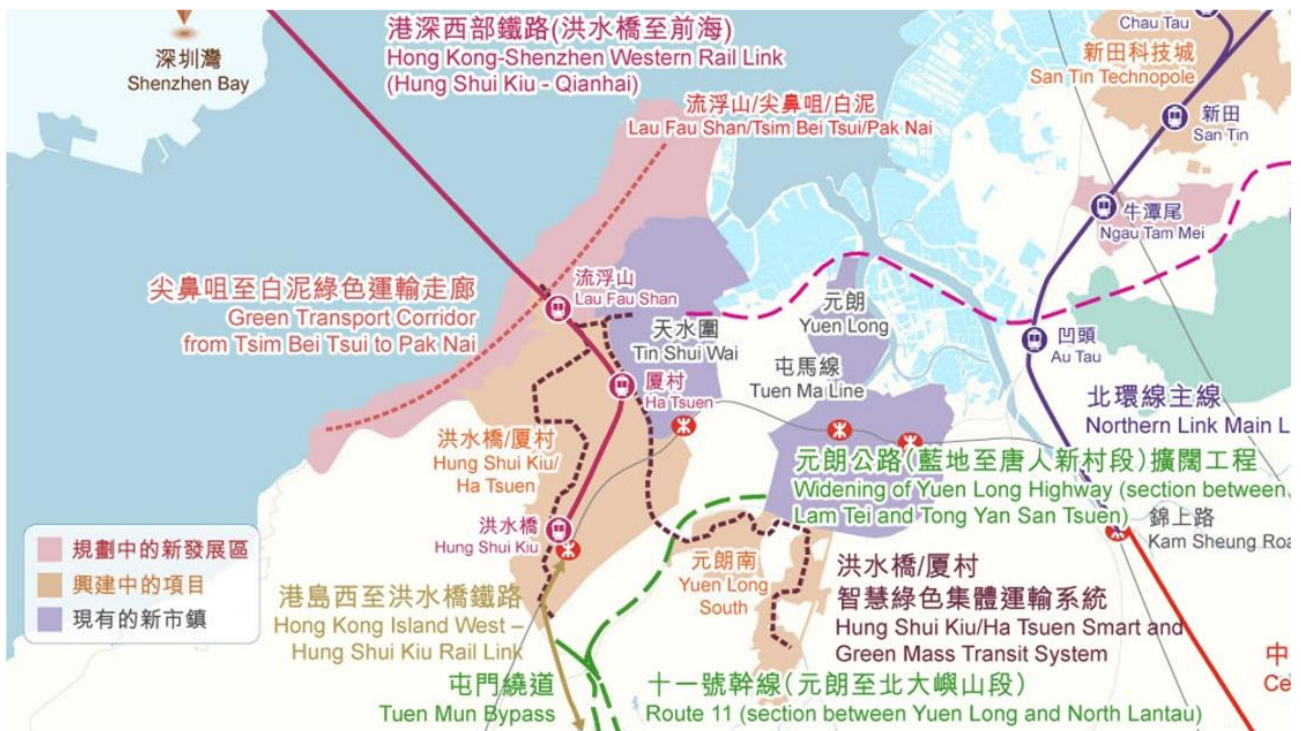 深圳灣
Shenzhen Bay
港深西部鐵路(洪水橋至前海)
Hong Kong-Shenzhen Western Rail Link
(Hung Shui Kiu - Qianhai)
Chau Tau
新田科技城
San Tin Technopole
流浮山/尖鼻咀/白泥
Lau Fau Shan/Tsim Bei Tsui/Pak Nai
新田
San Tin
牛潭尾
Ngau Tam Mei
尖鼻咀至白泥綠色運輸走廊
Green Transport Corridor
from Tsim Bei Tsui to Pak Nai
流浮山
Lau Fau Shan
天水圍
Tin Shui Wai
元朗
Yuen Long
屯馬線
Tuen Ma Line
凹頭
Au Tau
厦村
Ha Tsuen
北環線主線
Northern Link Main L
洪水橋/厦村
Hung Shui Kiu/
Ha Tsuen
元朗公路(藍地至唐人新村段)擴闊工程
Widening of Yuen Long Highway (section between
Lam Tei and Tong Yan San Tsuen)
洪水橋
Hung Shui Kiu
錦上路
Kam Sheung Roa
規劃中的新發展區
興建中的項目
現有的新市鎮
元朗南
Yuen Long
South
洪水橋/厦村
智慧綠色集體運輸系統
Hung Shui Kiu/Ha Tsuen Smart and
Green Mass Transit System
港島西至洪水橋鐵路
Hong Kong Island West –
Hung Shui Kiu Rail Link
屯門繞道
Tuen Mun Bypass
十一號幹線(元朗至北大嶼山段)
Route 11 (section between Yuen Long and North Lantau)
中
Ce